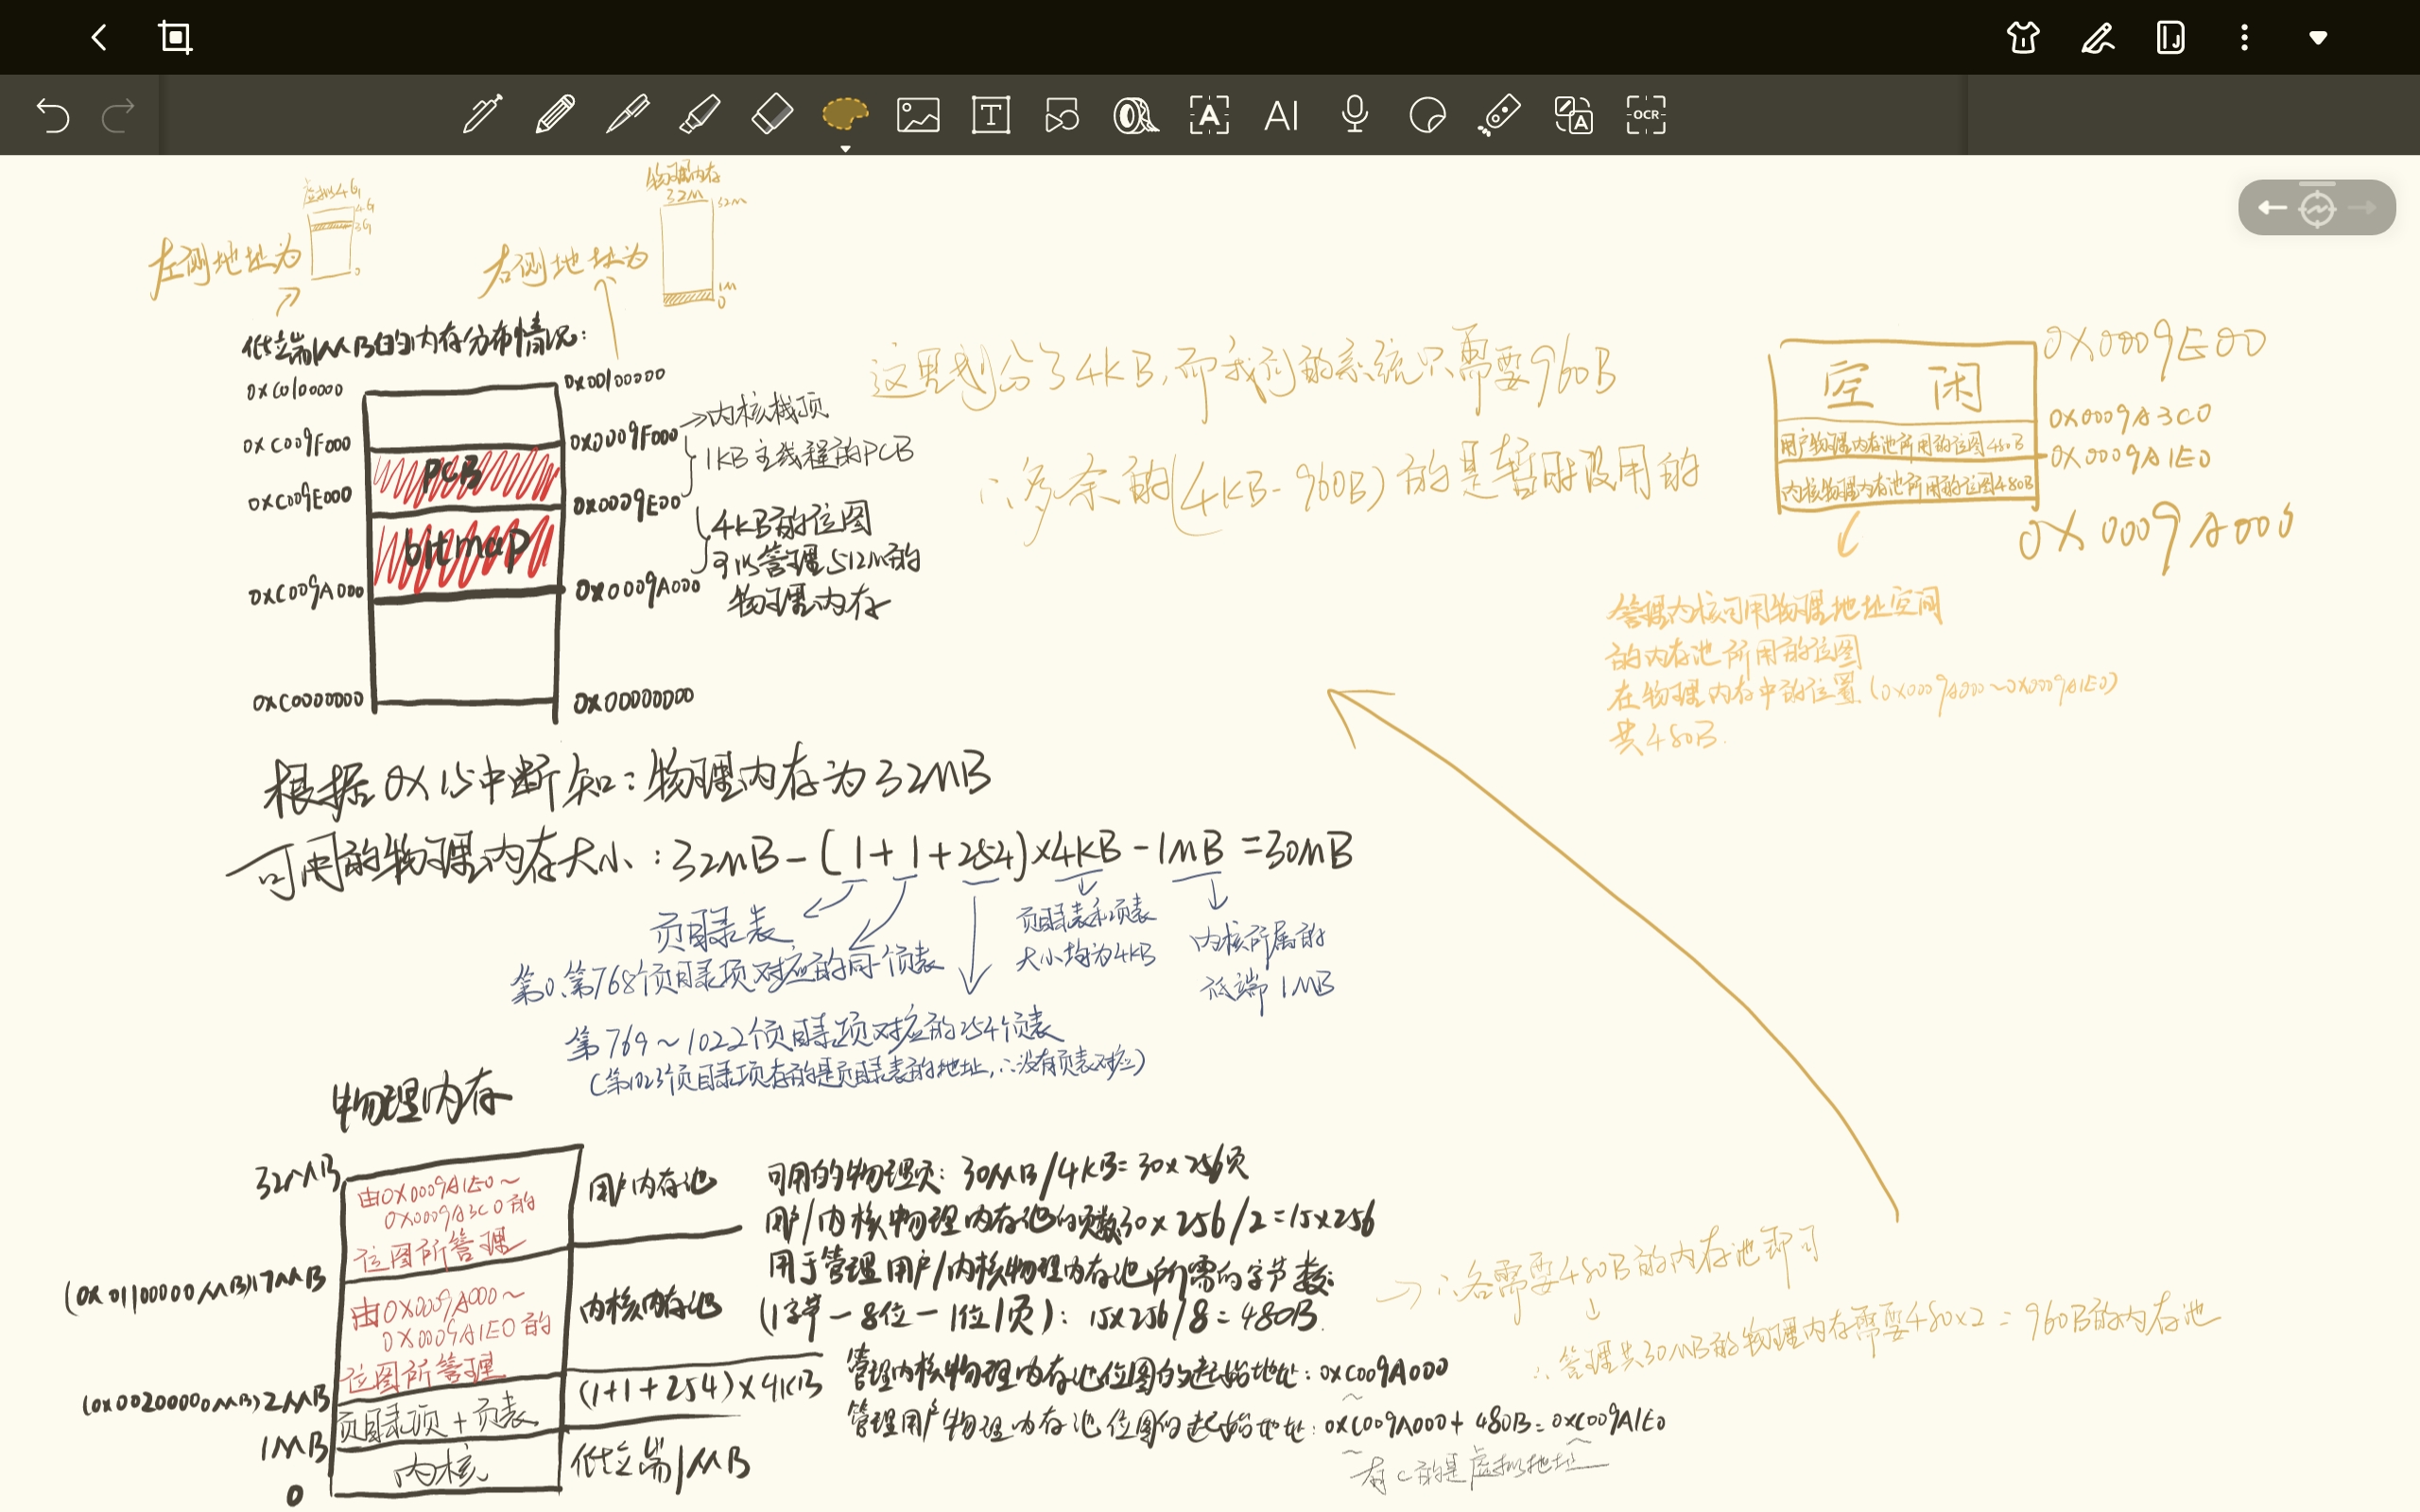 OCR
AI
虚拟4G
4G
3G
0
物理内存
32M
32M
1M
0
左侧地址为
右侧地址为
低端1MB的内存分布情况:
0xC0100000
0x00100000
0xC009F000
PCB
0x0009F000
→内核栈顶
1KB主线程的PCB
0xC009E000
bitmap
0x0009E00
4KB的位图
可以管理512M的
物理内存
0xC009A000
0x0009A000
0xC0000000
0x00000000
这里划分了4KB,而我们的系统只需要960B
∴多余的(4KB-960B)的是暂时没用的
空 闲
0X0009E00
用户物理内存池所用的位图480B
0X0009A3C0
0X0009A1E0
内核物理内存池所用的位图480B
0X0009A000
管理内核可用物理地址空间
的内存池所用的位图
在物理内存中的位置(0x0009A000~0x0009A1E0)
共480B.
根据0x15中断知:物理内存为32MB
可用的物理内存大小:32MB-(1+1+254)×4KB-1MB=30MB
页目录表
第0、第768个页目录项对应的同一个页表
第769~1022个页目录项对应的254个页表
(第1023个页目录项存的是页目录表的地址,∴没有页表对应)
页目录表和页表
大小均为4KB
内核所属的
低端1MB
物理内存
32MB
由0X0009A1E0~
0X0009A3C0的
位图所管理
用户内存池
(0x01100000MB)17MB
由0X0009A000~
0X0009A1E0的
位图所管理
内核内存池
(0x00200000MB)2MB
页目录项+页表
(1+1+254)×4KB
1MB
内核
低端1MB
0
可用的物理页:30MB/4KB=30×256页
用户/内核物理内存池的页数30×256/2=15×256
用于管理用户/内核物理内存池所需的字节数:
(1字节-8位-1位1页):15×256/8=480B.
管理内核物理内存池位图的起始地址:0xC009A000
管理用户物理内存池位图的起始地址:0xC009A000+480B=0xC009A1E0
有C的是虚拟地址
→∴各需要480B的内存池即可
∴管理共30MB的物理内存需要480×2=960B的内存池